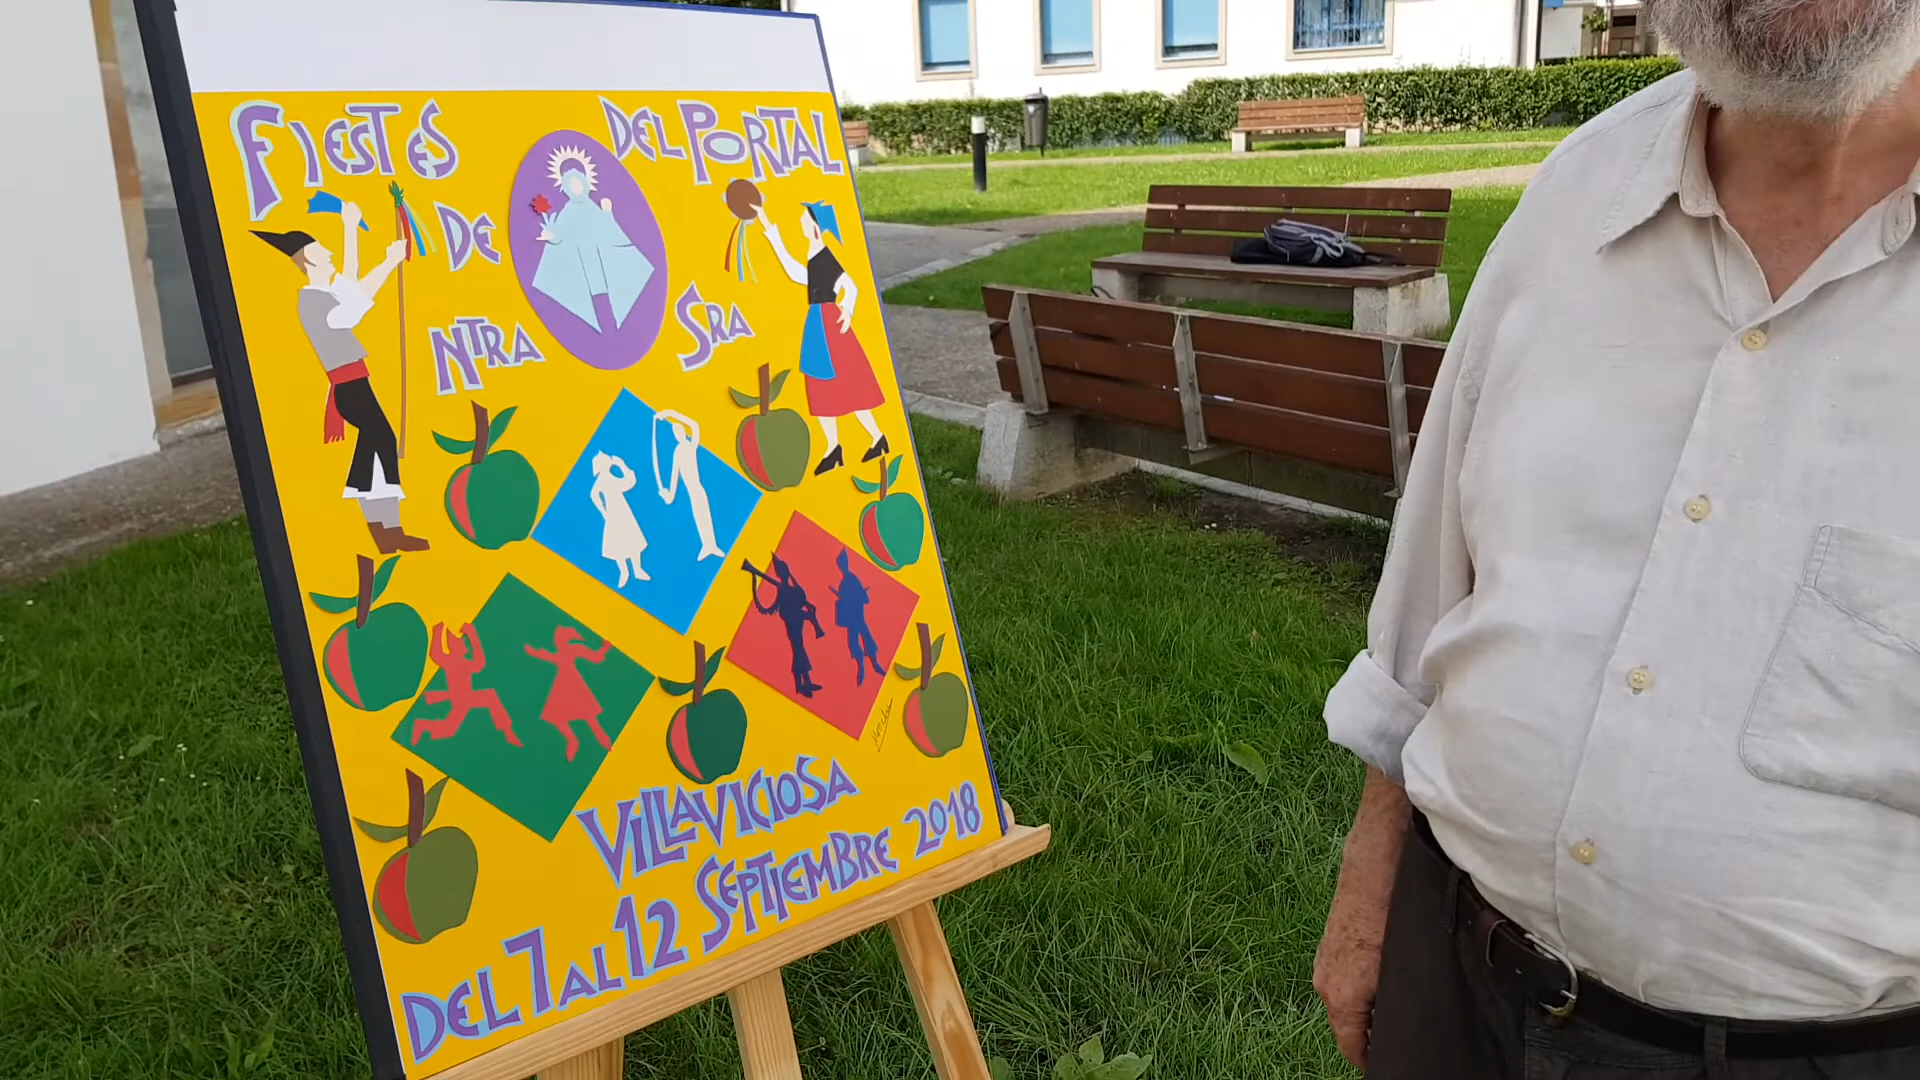 FIESTES DEL PORTAL
DE
NTRA SRA
VILLAVICIOSA
DEL 7 AL 12 SEPTIEMBRE 2018